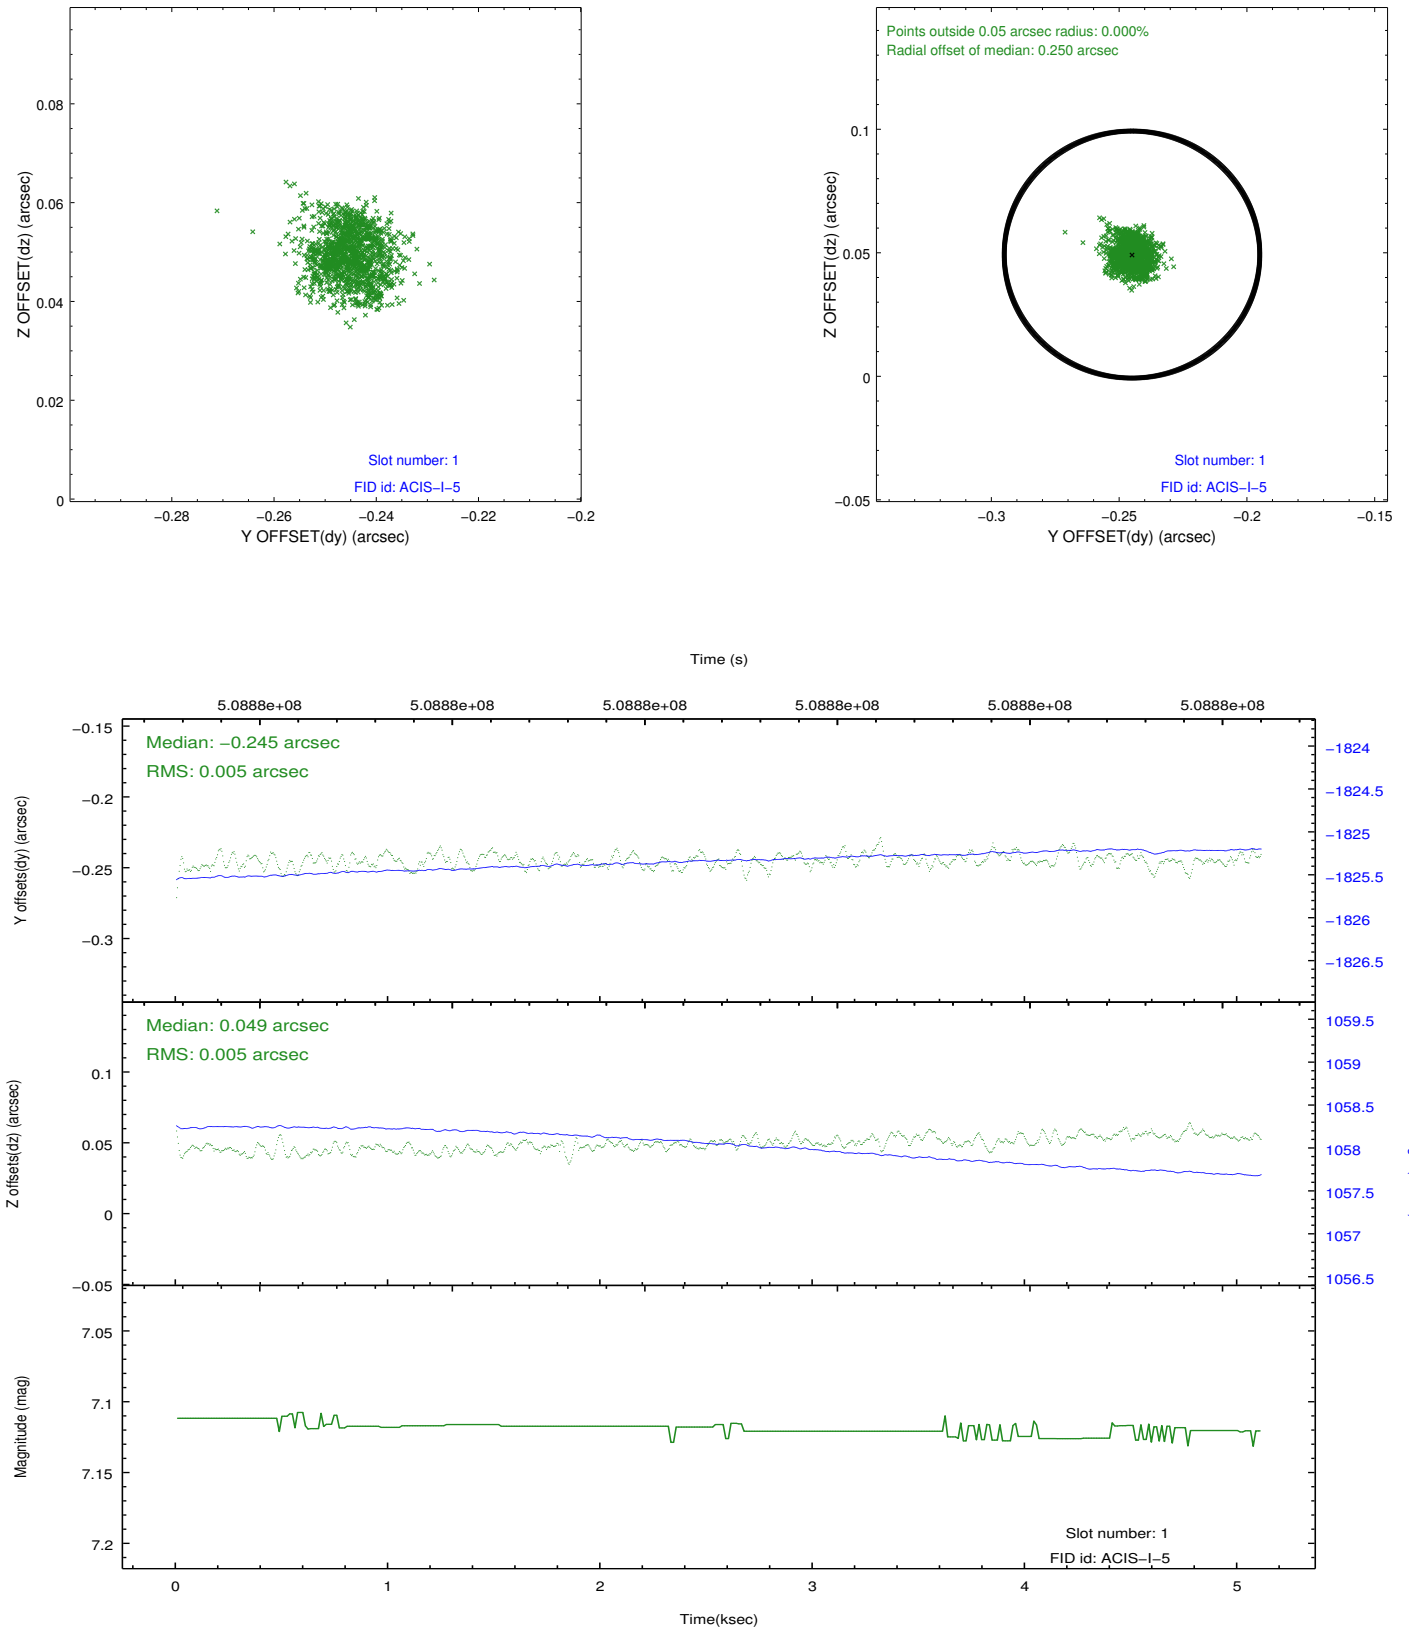 0.08
0.06
0.04
0.02
0
Z OFFSET(dz) (arcsec)
Slot number: 1
FID id: ACIS−I−5
−0.28 −0.26 −0.24 −0.22 −0.2
Y OFFSET(dy) (arcsec)
Points outside 0.05 arcsec radius: 0.000%
Radial offset of median: 0.250 arcsec
0.1
0.05
0
−0.05
Z OFFSET(dz) (arcsec)
Slot number: 1
FID id: ACIS−I−5
−0.3 −0.25 −0.2 −0.15
Y OFFSET(dy) (arcsec)
Time (s)
5.0888e+08 5.0888e+08 5.0888e+08 5.0888e+08 5.0888e+08 5.0888e+08
Median: −0.245 arcsec
RMS: 0.005 arcsec
−0.15
−0.2
−0.25
−0.3
Y offsets(dy) (arcsec)
−1824
−1824.5
−1825
−1825.5
−1826
−1826.5
Median: 0.049 arcsec
RMS: 0.005 arcsec
0.1
0.05
0
−0.05
Z offsets(dz) (arcsec)
1059.5
1059
1058.5
1058
1057.5
1057
1056.5
7.05
7.1
7.15
7.2
Magnitude (mag)
Slot number: 1
FID id: ACIS−I−5
0 1 2 3 4 5
Time(ksec)